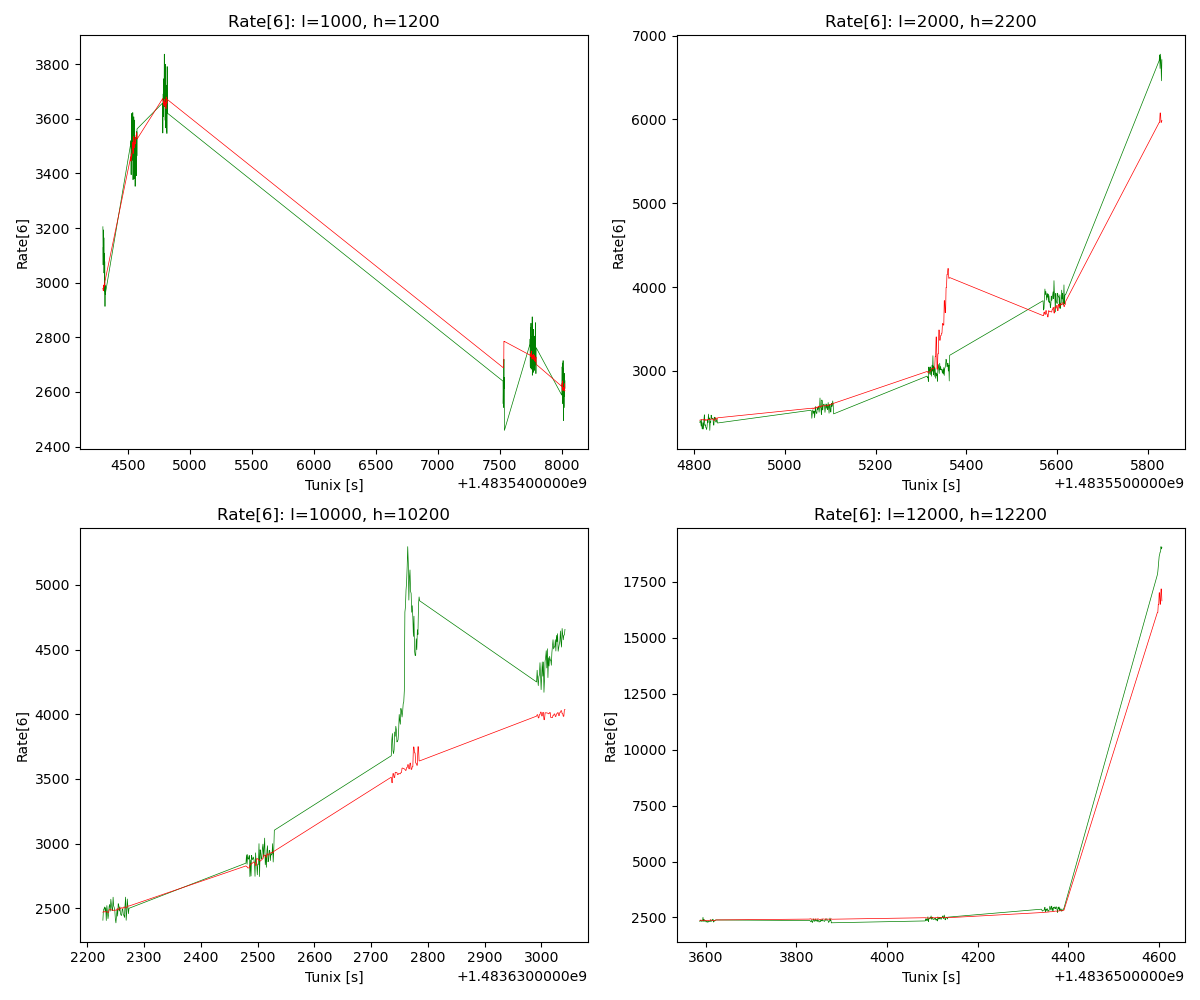 Rate[6]: l=1000, h=1200
Rate[6]
3800
3600
3400
3200
3000
2800
2600
2400
4500 5000 5500 6000 6500 7000 7500 8000
Tunix [s]
+1.4835400000e9
Rate[6]: l=2000, h=2200
Rate[6]
7000
6000
5000
4000
3000
4800 5000 5200 5400 5600 5800
Tunix [s]
+1.4835500000e9
Rate[6]: l=10000, h=10200
Rate[6]
5000
4500
4000
3500
3000
2500
2200 2300 2400 2500 2600 2700 2800 2900 3000
Tunix [s]
+1.4836300000e9
Rate[6]: l=12000, h=12200
Rate[6]
17500
15000
12500
10000
7500
5000
2500
3600 3800 4000 4200 4400 4600
Tunix [s]
+1.4836500000e9